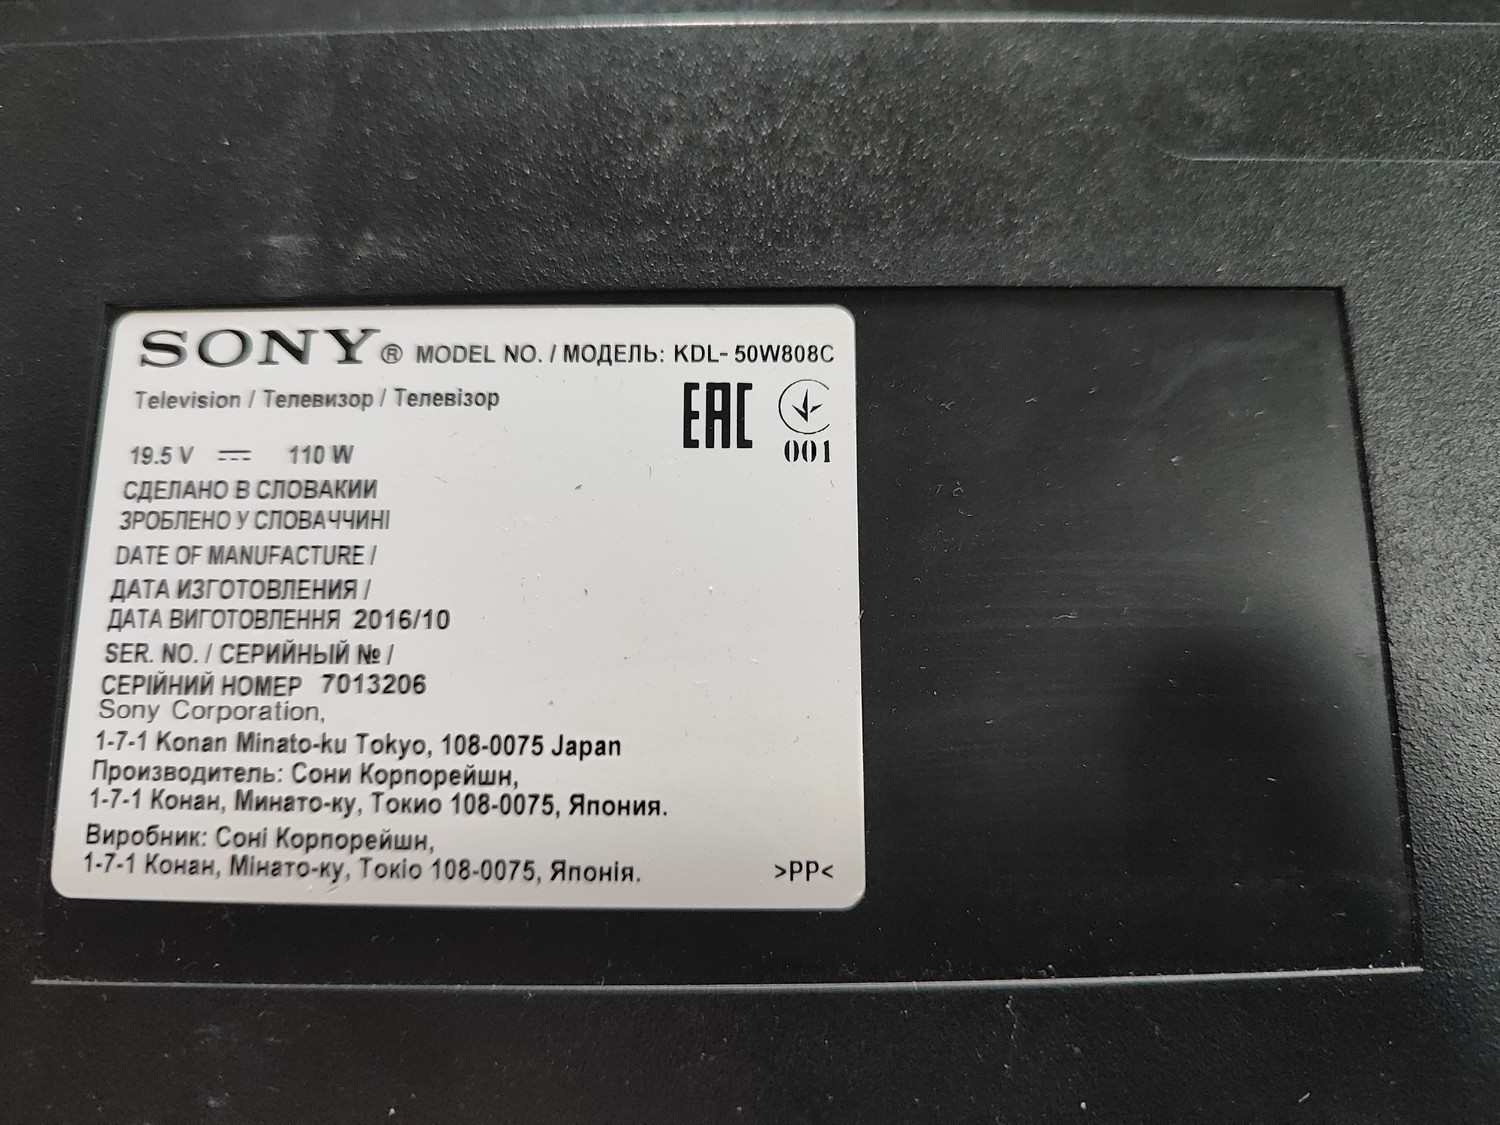 SONY® MODEL NO. / МОДЕЛЬ: KDL- 50W808C
Television / Телевизор / Телевізор
EAC
001
19.5 V ⎓ 110 W
СДЕЛАНО В СЛОВАКИИ
ЗРОБЛЕНО У СЛОВАЧЧИНІ
DATE OF MANUFACTURE /
ДАТА ИЗГОТОВЛЕНИЯ /
ДАТА ВИГОТОВЛЕННЯ 2016/10
SER. NO. / СЕРИЙНЫЙ № /
СЕРІЙНИЙ НОМЕР 7013206
Sony Corporation,
1-7-1 Konan Minato-ku Tokyo, 108-0075 Japan
Производитель: Сони Корпорейшн,
1-7-1 Конан, Минато-ку, Токио 108-0075, Япония.
Виробник: Соні Корпорейшн,
1-7-1 Конан, Мінато-ку, Токіо 108-0075, Японія.
>PP<